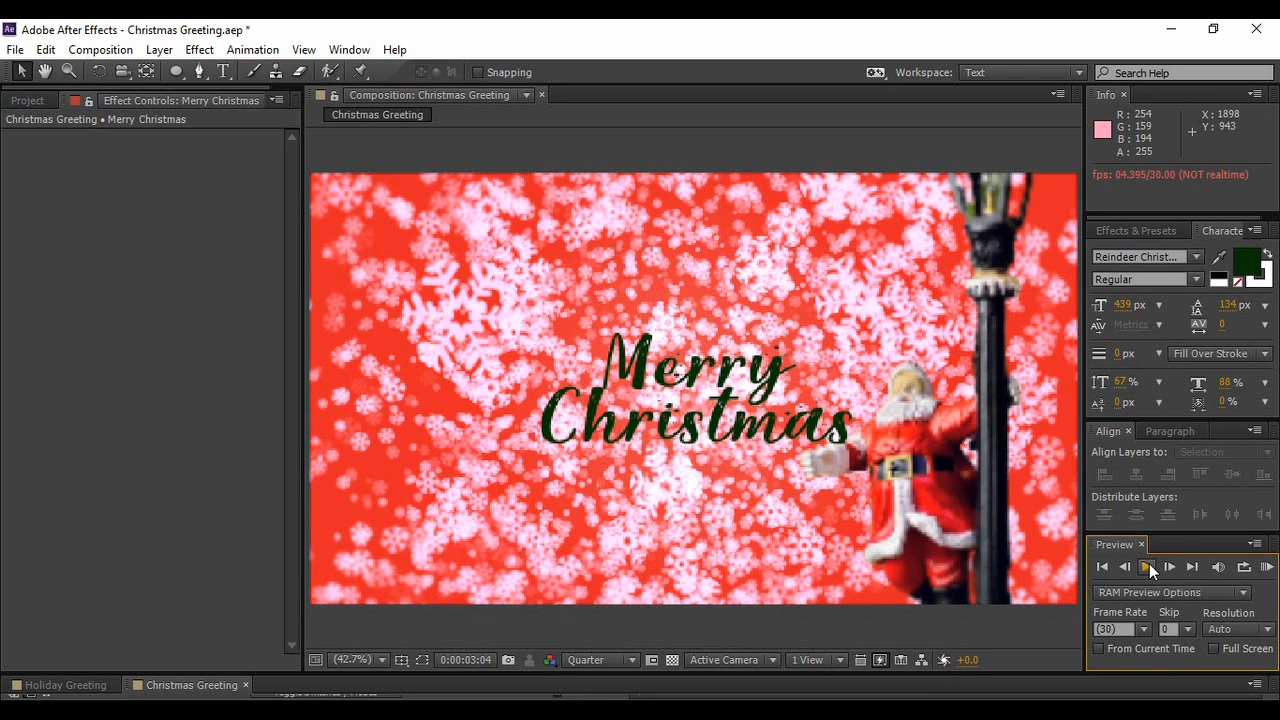 Adobe After Effects - Christmas Greeting.aep *
File Edit Composition Layer Effect Animation View Window Help
Snapping
Workspace: Text
Search Help
Project
Effect Controls: Merry Christmas
Christmas Greeting • Merry Christmas
Composition: Christmas Greeting
Christmas Greeting
Merry
Christmas
(42.7%)
0:00:03:04
Quarter
Active Camera
1 View
+0.0
Info
R : 254
G : 159
B : 194
A : 255
X : 1898
Y : 943
fps: 04.395/30.00 (NOT realtime)
Effects & Presets
Characte
Reindeer Christ...
Regular
439 px
134 px
Metrics
0
0 px
Fill Over Stroke
67 %
88 %
0 px
0 %
Align
Paragraph
Align Layers to: Selection
Distribute Layers:
Preview
RAM Preview Options
Frame Rate Skip Resolution
(30) 0 Auto
From Current Time Full Screen
Holiday Greeting
Christmas Greeting